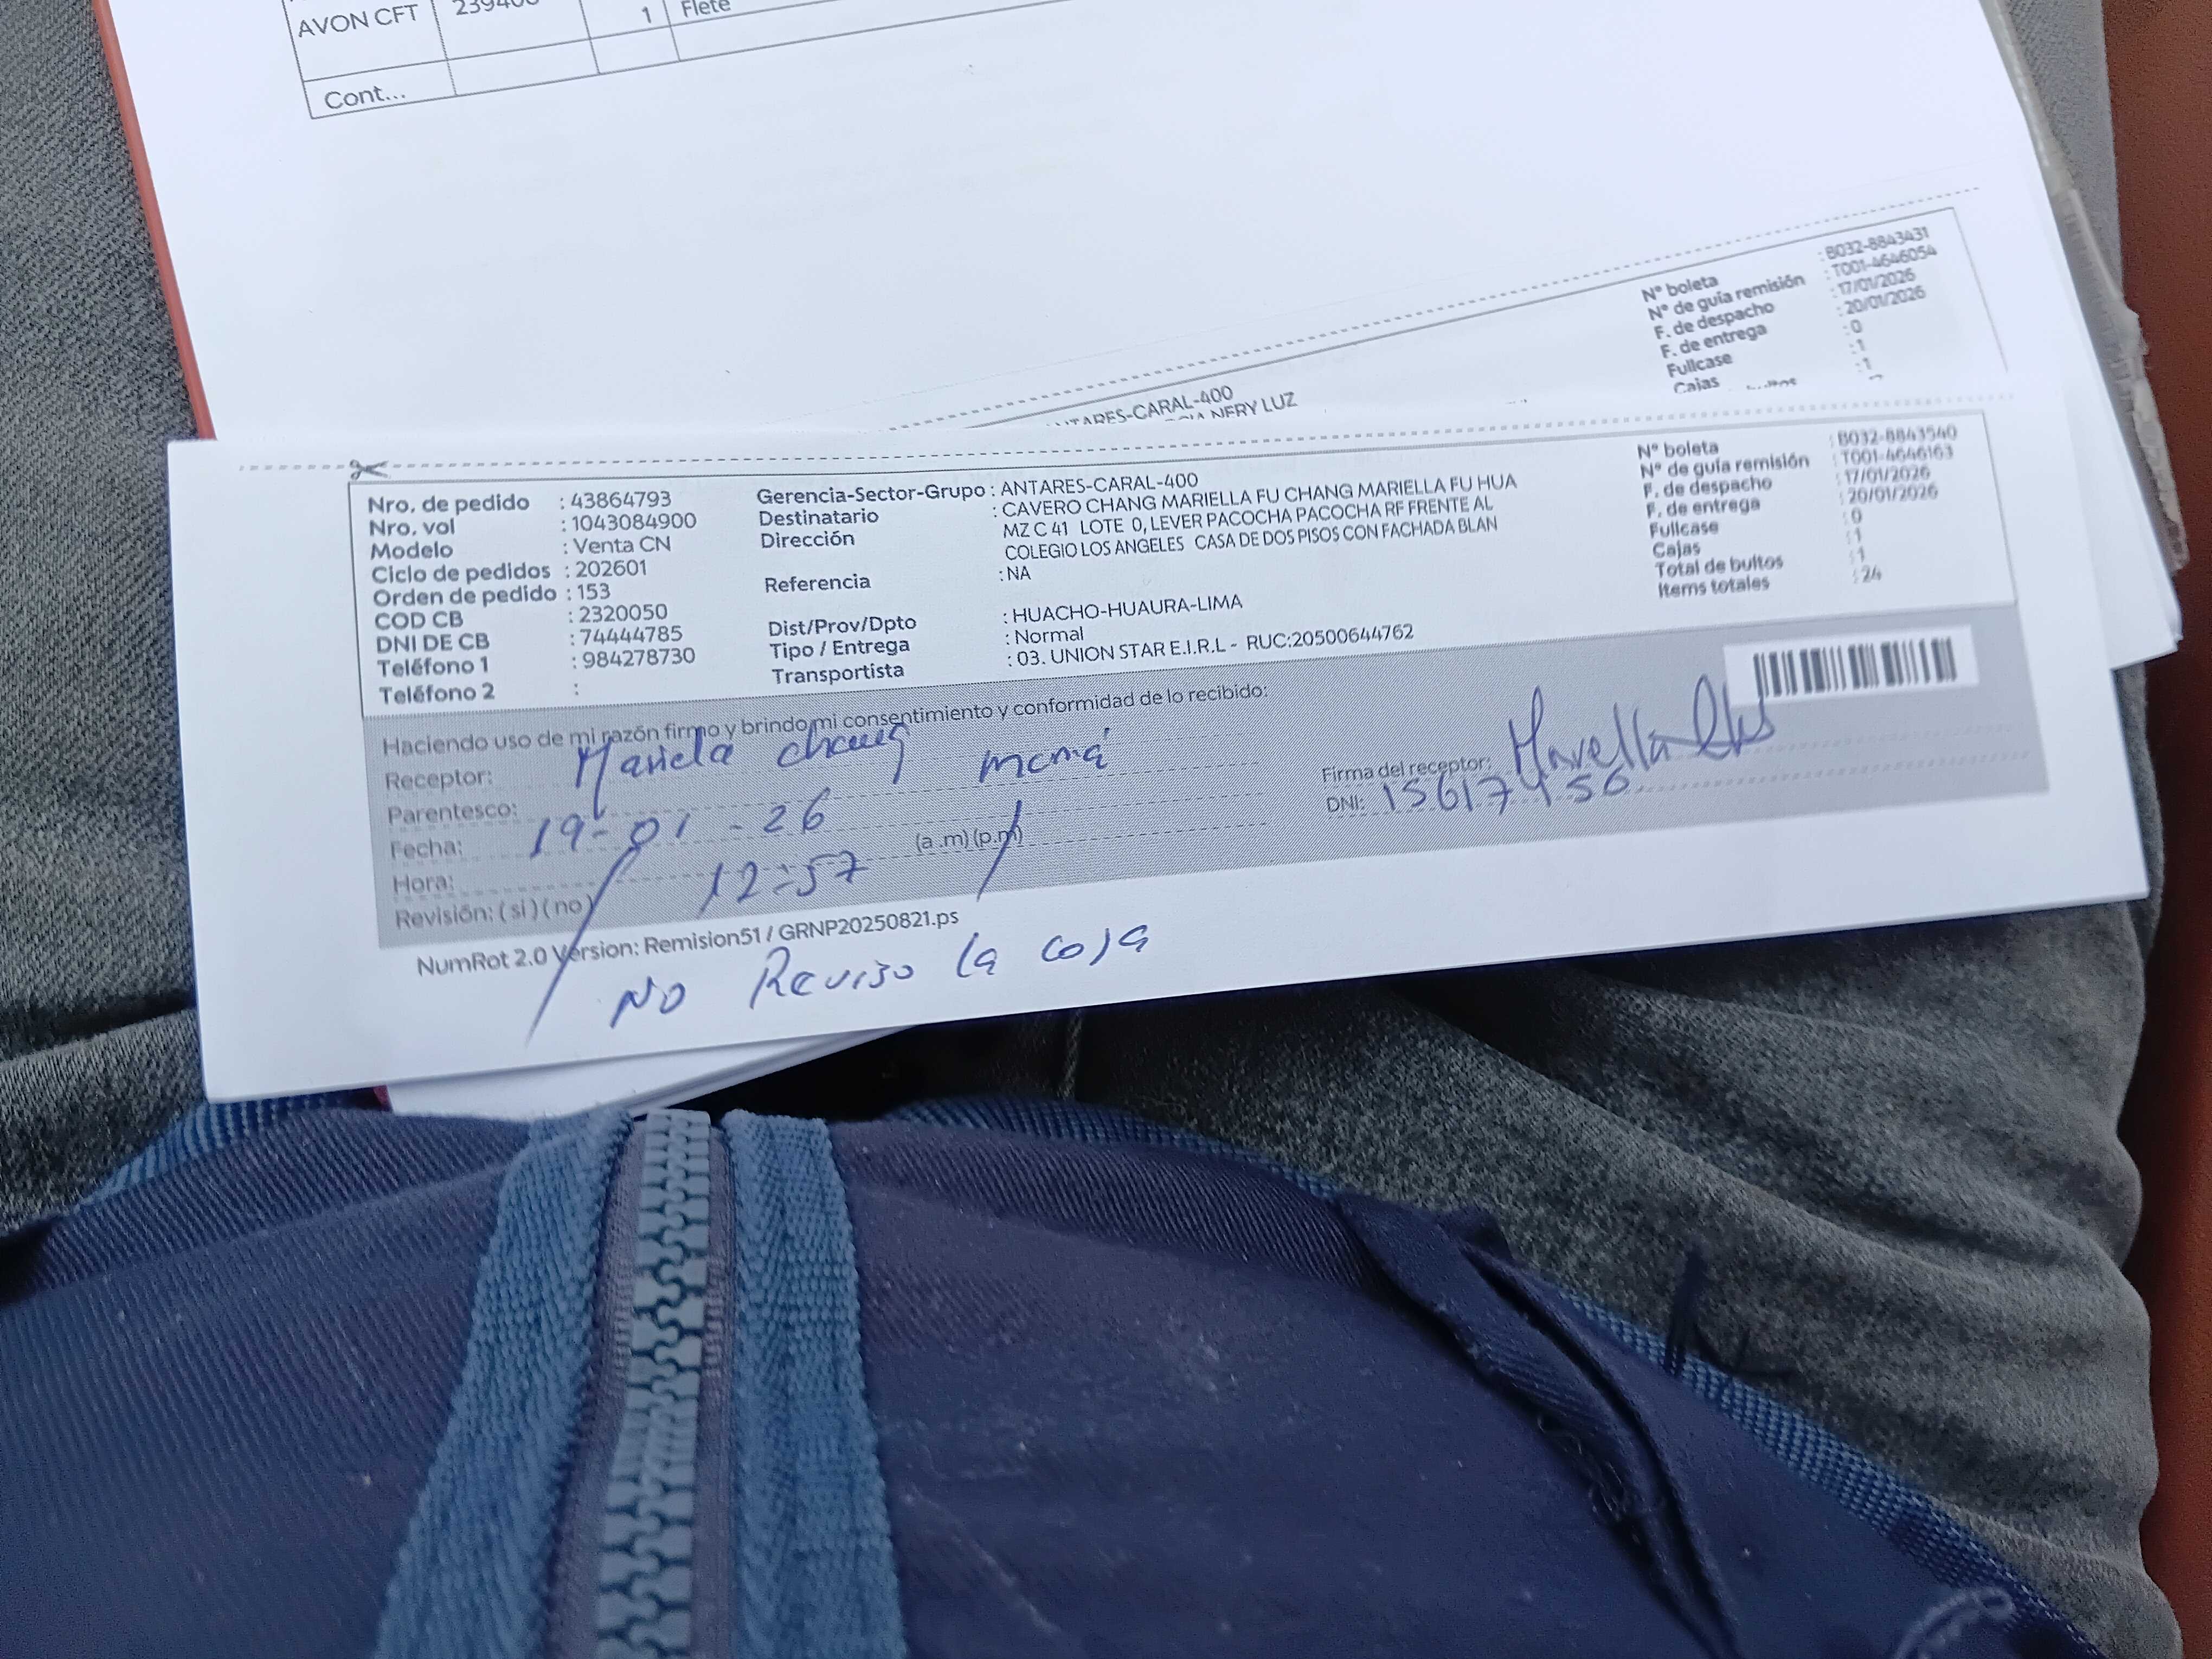 AVON CFT
1 Flete
Cont...
Nº boleta : B032-8843431
Nº de guía remisión : T001-4646054
F. de despacho : 17/01/2026
F. de entrega : 20/01/2026
Fullcase : 0
Cajas : 1
: 1
ANTARES-CARAL-400
NERY LUZ
Nro. de pedido : 43864793
Nro. vol : 1043084900
Modelo : Venta CN
Ciclo de pedidos : 202601
Orden de pedido : 153
COD CB : 2320050
DNI DE CB : 74444785
Teléfono 1 : 984278730
Teléfono 2 :
Gerencia-Sector-Grupo : ANTARES-CARAL-400
Destinatario : CAVERO CHANG MARIELLA FU CHANG MARIELLA FU HUA
Dirección : MZ C 41 LOTE 0, LEVER PACOCHA PACOCHA RF FRENTE AL
COLEGIO LOS ANGELES CASA DE DOS PISOS CON FACHADA BLAN
Referencia : NA
Dist/Prov/Dpto : HUACHO-HUAURA-LIMA
Tipo / Entrega : Normal
Transportista : 03. UNION STAR E.I.R.L - RUC:20500644762
Nº boleta : B032-8843540
Nº de guía remisión : T001-4646163
F. de despacho : 17/01/2026
F. de entrega : 20/01/2026
Fullcase : 0
Cajas : 1
Total de bultos : 1
Items totales : 24
Haciendo uso de mi razón firmo y brindo mi consentimiento y conformidad de lo recibido:
Receptor: Mariela chang
Parentesco: mamá
Fecha: 19-01-26
Hora: 12:57 (a .m) (p.m)
Revisión: ( si ) ( no )
Firma del receptor: Mariella
DNI: 15617456
NumRot 2.0 Version: Remision51 / GRNP20250821.ps
NO Reviso la caja